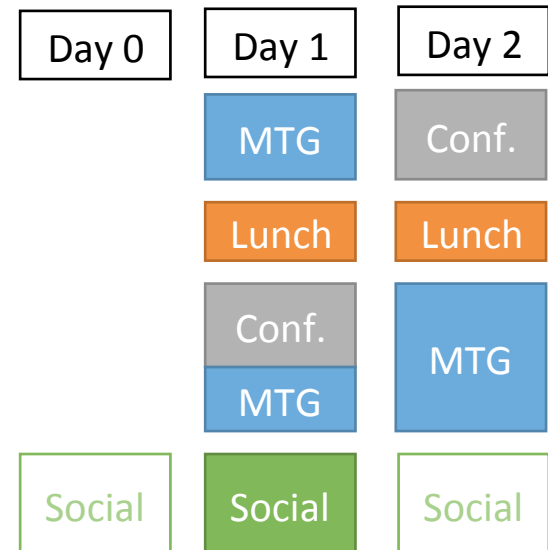 Day 0 Day 1 Day 2
MTG Conf.
Lunch Lunch
Conf.
MTG
MTG
Social Social Social